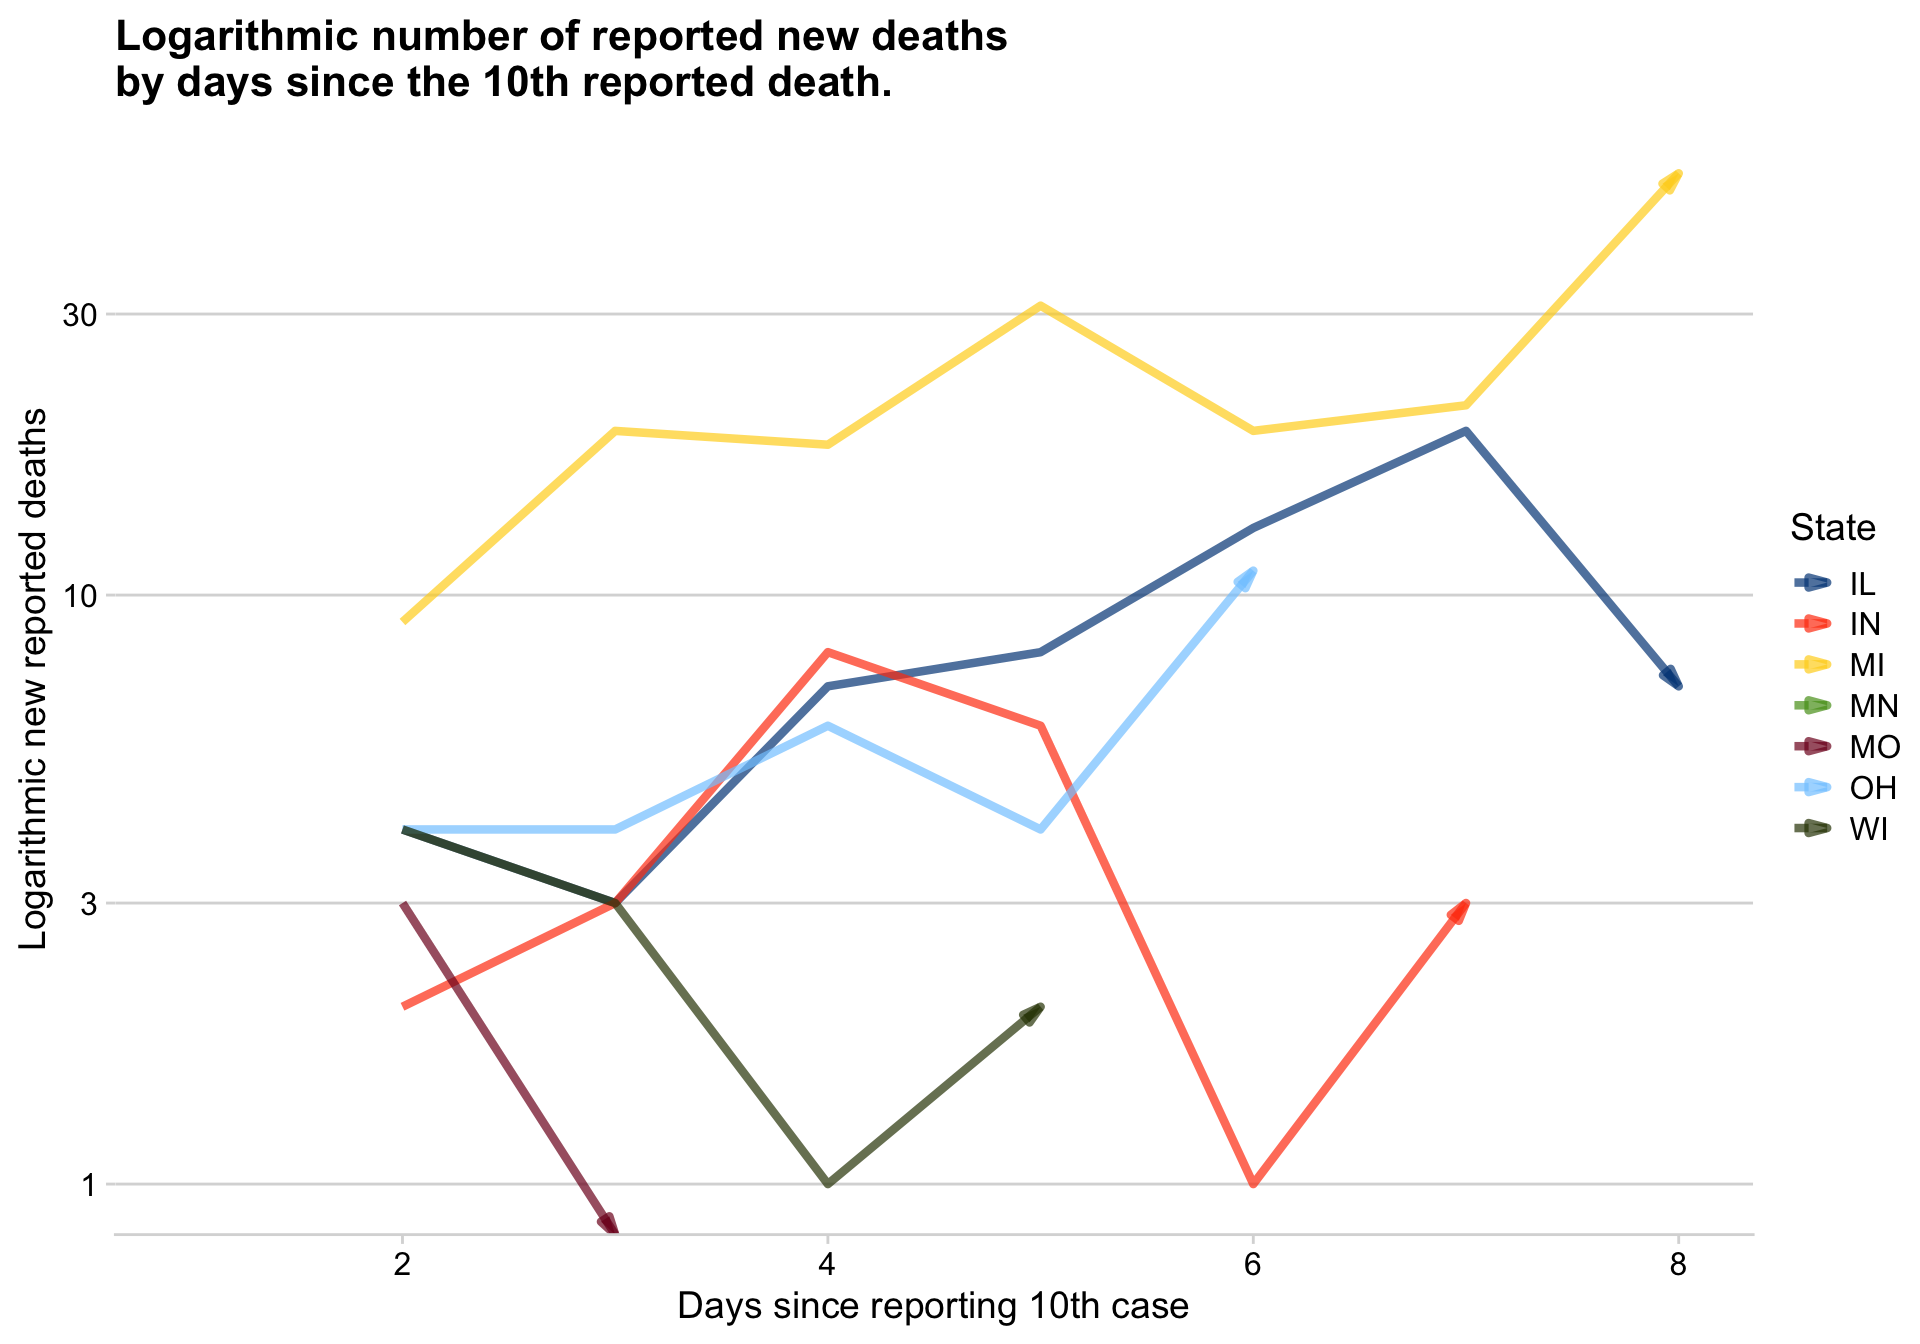 Logarithmic number of reported new deaths
by days since the 10th reported death.
Logarithmic new reported deaths
30
10
3
1
2
4
6
8
Days since reporting 10th case
State
IL
IN
MI
MN
MO
OH
WI